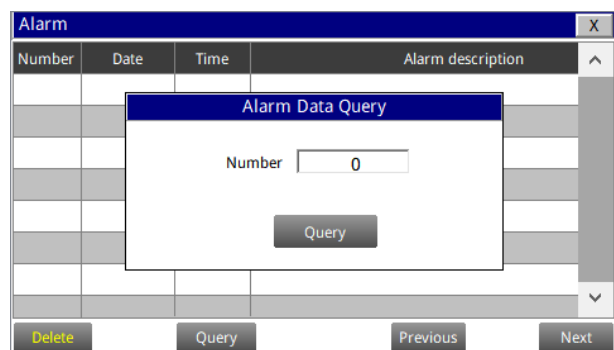 Alarm X
Number Date Time Alarm description
Alarm Data Query
Number 0
Query
Delete Query Previous Next